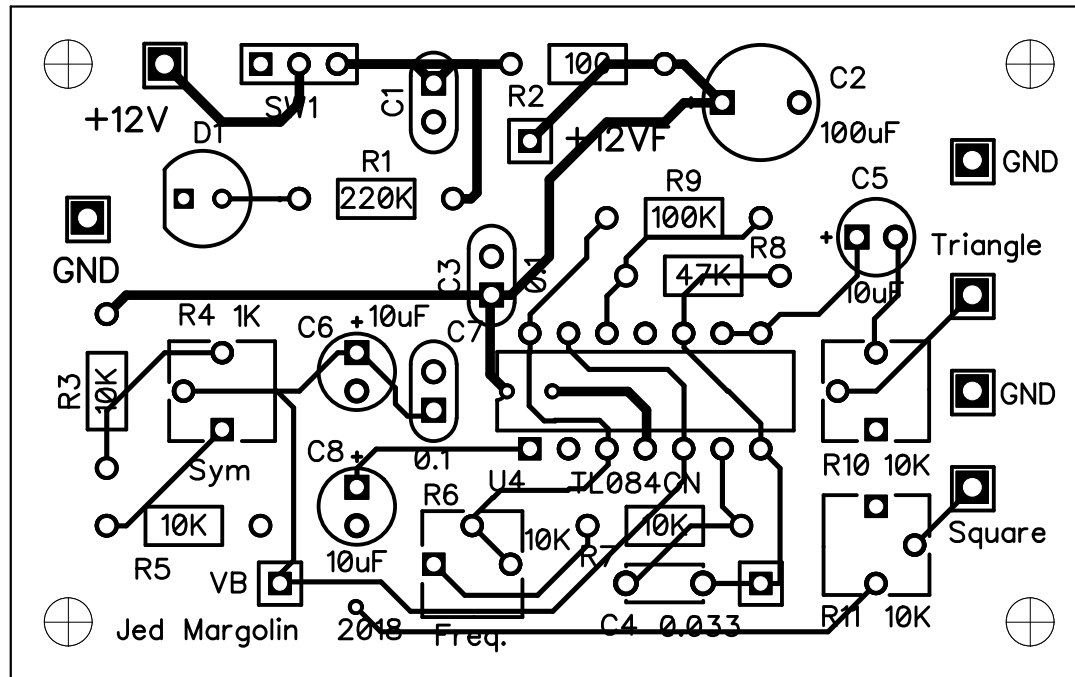 +12V
SW1
D1
C1
R2
100
+12VF
C2
100uF
GND
R1
220K
R9
100K
C5
+
10uF
R8
47K
Triangle
GND
C3
0.1
R4 1K
C6
+
10uF
C7
0.1
R3
10K
Sym
C8
+
10uF
U4
TL084CN
GND
R10 10K
R5
10K
VB
R6
10K
R7
10K
Square
R11 10K
C4 0.033
Jed Margolin 2018
Freq.